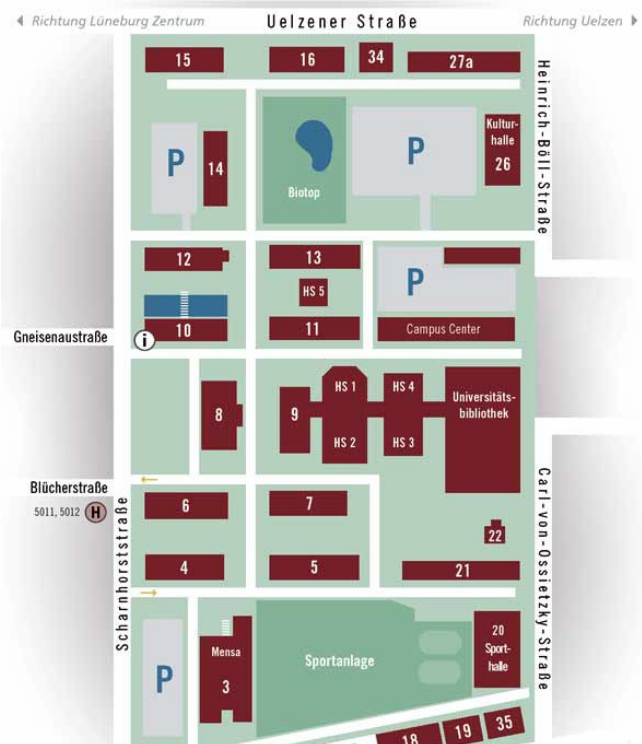 Richtung Lüneburg Zentrum
Uelzener Straße
Richtung Uelzen
15
16
34
27a
Heinrich-Böll-Straße
P
14
Biotop
P
Kultur-
halle
26
12
13
HS 5
P
Gneisenaustraße
i
10
11
Campus Center
8
9
HS 1
HS 4
HS 2
HS 3
Universitäts-
bibliothek
Blücherstraße
5011, 5012
H
Scharnhorststraße
6
7
22
Carl-von-Ossietzky-Straße
4
5
21
P
Mensa
3
Sportanlage
20
Sport-
halle
18
19
35